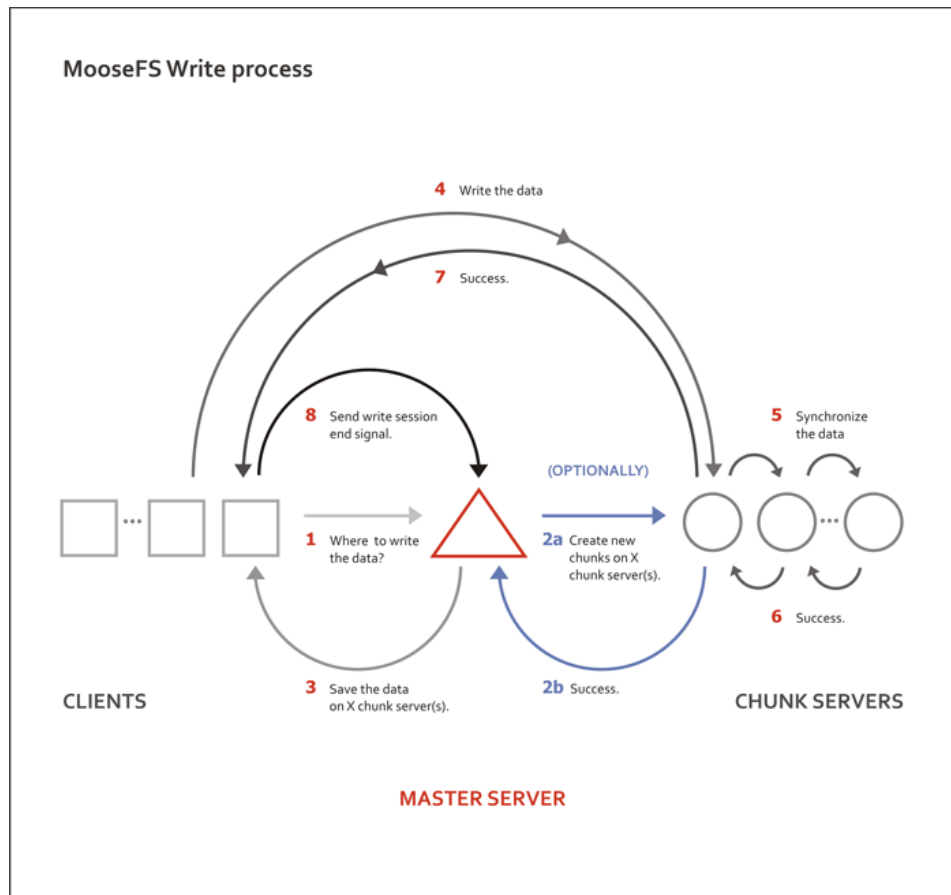 MooseFS Write process
4 Write the data
7 Success.
8 Send write session
end signal.
5 Synchronize
the data
(OPTIONALLY)
1 Where to write
the data?
2a Create new
chunks on X
chunk server(s).
6 Success.
3 Save the data
on X chunk server(s).
2b Success.
CLIENTS
CHUNK SERVERS
MASTER SERVER